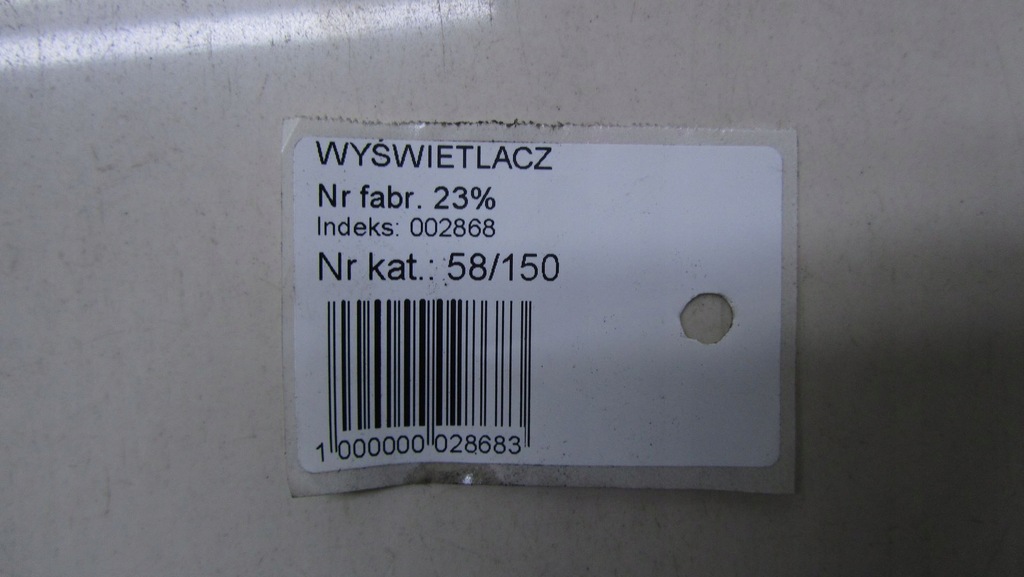 WYŚWIETLACZ
Nr fabr. 23%
Indeks: 002868
Nr kat.: 58/150
1 000000 028683